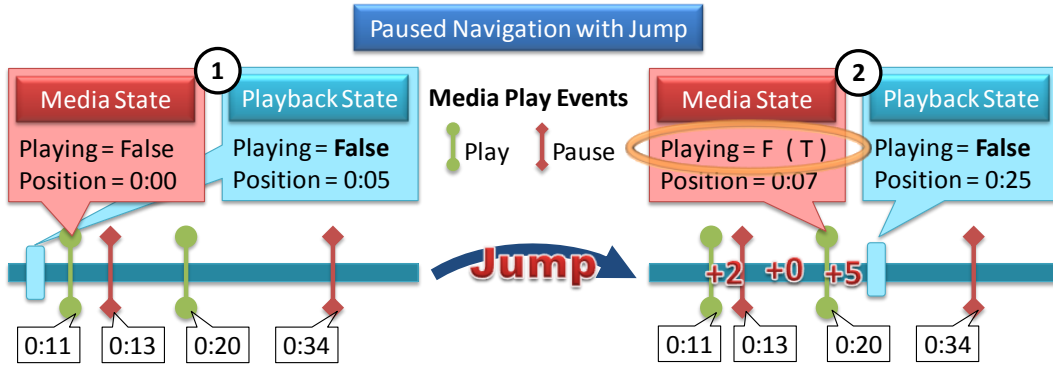 Paused Navigation with Jump
1
Media State
Playing = False
Position = 0:00
Playback State
Playing = False
Position = 0:05
Media Play Events
Play
Pause
2
Media State
Playing = F ( T )
Position = 0:07
Playback State
Playing = False
Position = 0:25
Jump
+2
+0
+5
0:11
0:13
0:20
0:34
0:11
0:13
0:20
0:34